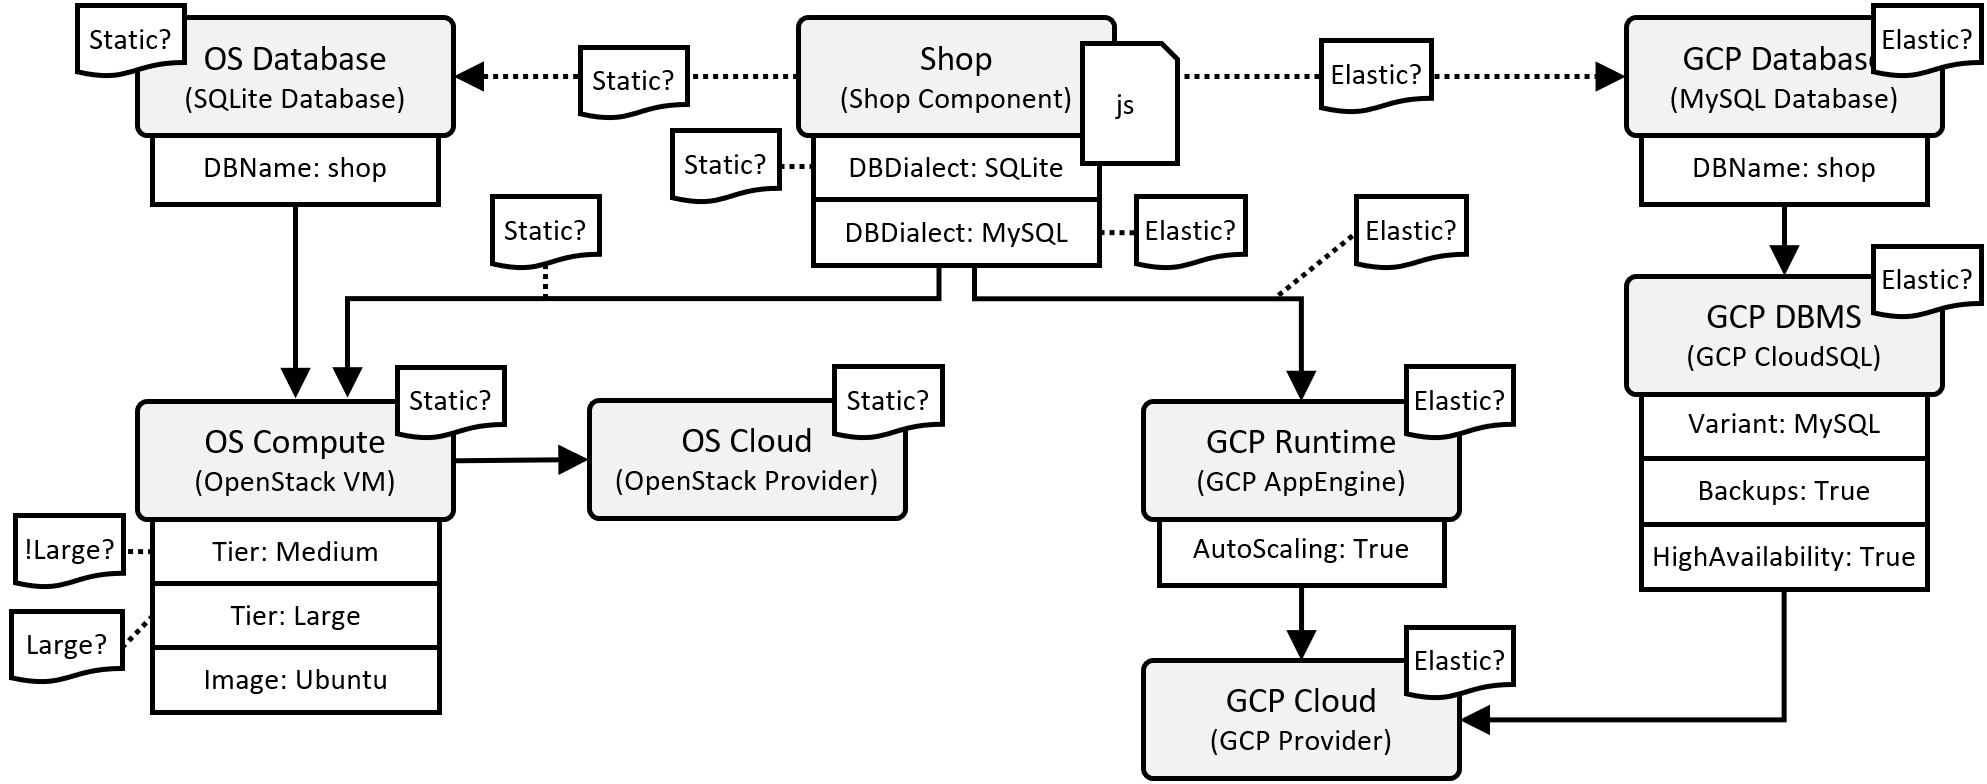 Static?
OS Database
(SQLite Database)
DBName: shop
Static?
Shop
(Shop Component)
js
Static?
DBDialect: SQLite
DBDialect: MySQL
Elastic?
Elastic?
GCP Database
(MySQL Database)
Elastic?
DBName: shop
Static?
Elastic?
GCP DBMS
(GCP CloudSQL)
Elastic?
Variant: MySQL
Backups: True
HighAvailability: True
OS Compute
(OpenStack VM)
Static?
!Large?
Tier: Medium
Large?
Tier: Large
Image: Ubuntu
OS Cloud
(OpenStack Provider)
Static?
GCP Runtime
(GCP AppEngine)
Elastic?
AutoScaling: True
GCP Cloud
(GCP Provider)
Elastic?